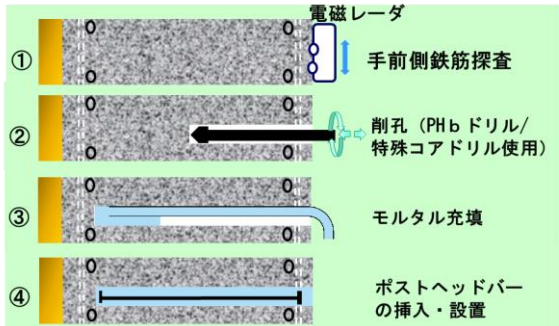 電磁レーダ
① 手前側鉄筋探査
② 削孔（PHｂドリル/
特殊コアドリル使用）
③ モルタル充填
④ ポストヘッドバー
の挿入・設置